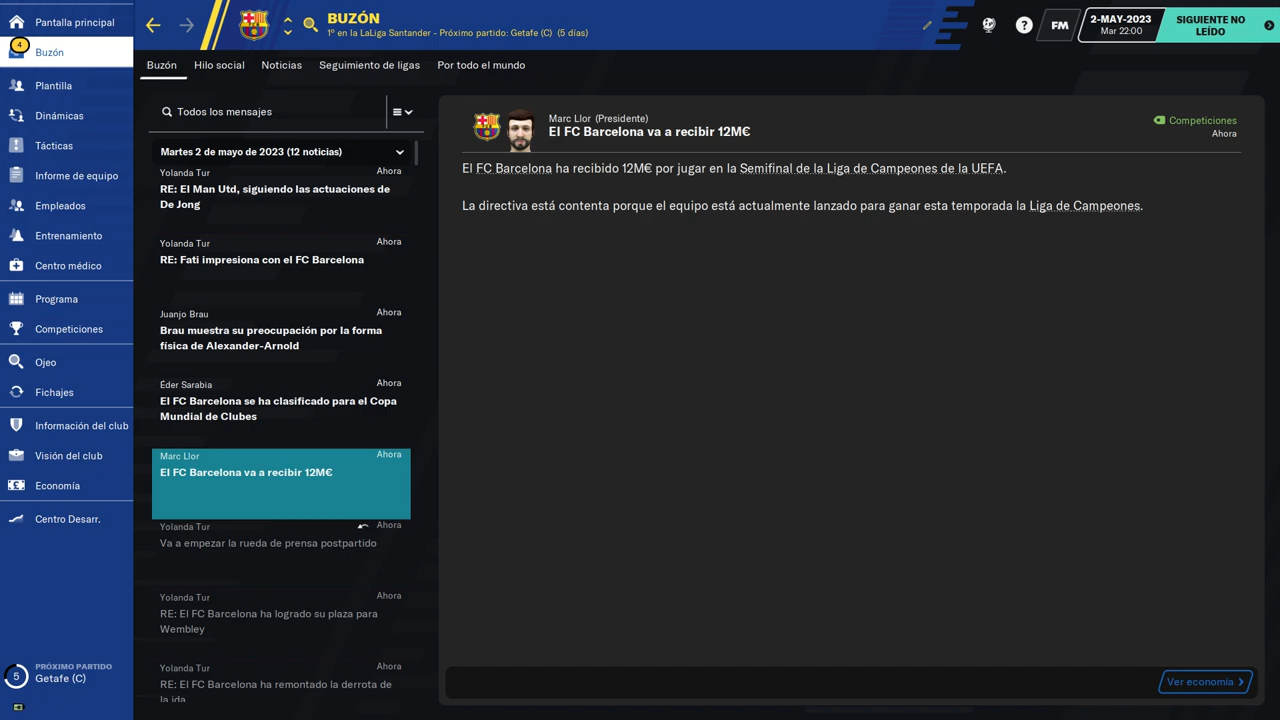 Pantalla principal
4
Buzón
Plantilla
Dinámicas
Tácticas
Informe de equipo
Empleados
Entrenamiento
Centro médico
Programa
Competiciones
Ojeo
Fichajes
Información del club
Visión del club
Economía
Centro Desarr.
5
PRÓXIMO PARTIDO
Getafe (C)
BUZÓN
1º en la LaLiga Santander - Próximo partido: Getafe (C) (5 días)
?
FM
2-MAY-2023
Mar 22:00
SIGUIENTE NO
LEÍDO
Buzón
Hilo social
Noticias
Seguimiento de ligas
Por todo el mundo
Todos los mensajes
Martes 2 de mayo de 2023 (12 noticias)
Yolanda Tur Ahora
RE: El Man Utd, siguiendo las actuaciones
de
De Jong
Yolanda Tur Ahora
RE: Fati impresiona con el FC Barcelona
Juanjo Brau Ahora
Brau muestra su preocupación por la forma
física de Alexander-Arnold
Éder Sarabia Ahora
El FC Barcelona se ha clasificado para el Copa
Mundial de Clubes
Marc Llor Ahora
El FC Barcelona va a recibir 12M€
Yolanda Tur Ahora
Va a empezar la rueda de prensa postpartido
Yolanda Tur Ahora
RE: El FC Barcelona ha logrado su plaza para
Wembley
Yolanda Tur Ahora
RE: El FC Barcelona ha remontado la derrota de
la ida
Marc Llor (Presidente)
El FC Barcelona va a recibir 12M€
Competiciones
Ahora
El FC Barcelona ha recibido 12M€ por jugar en la Semifinal de la Liga de Campeones de la UEFA.
La directiva está contenta porque el equipo está actualmente lanzado para ganar esta temporada la Liga de Campeones.
Ver economía